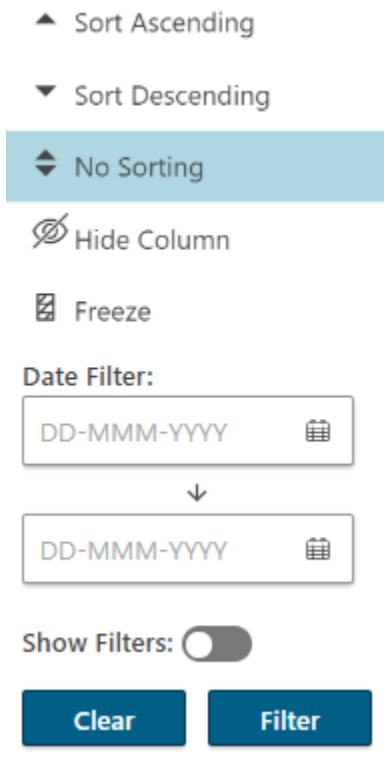 Sort Ascending
Sort Descending
No Sorting
Hide Column
Freeze
Date Filter:
DD-MMM-YYYY
DD-MMM-YYYY
Show Filters:
Clear Filter